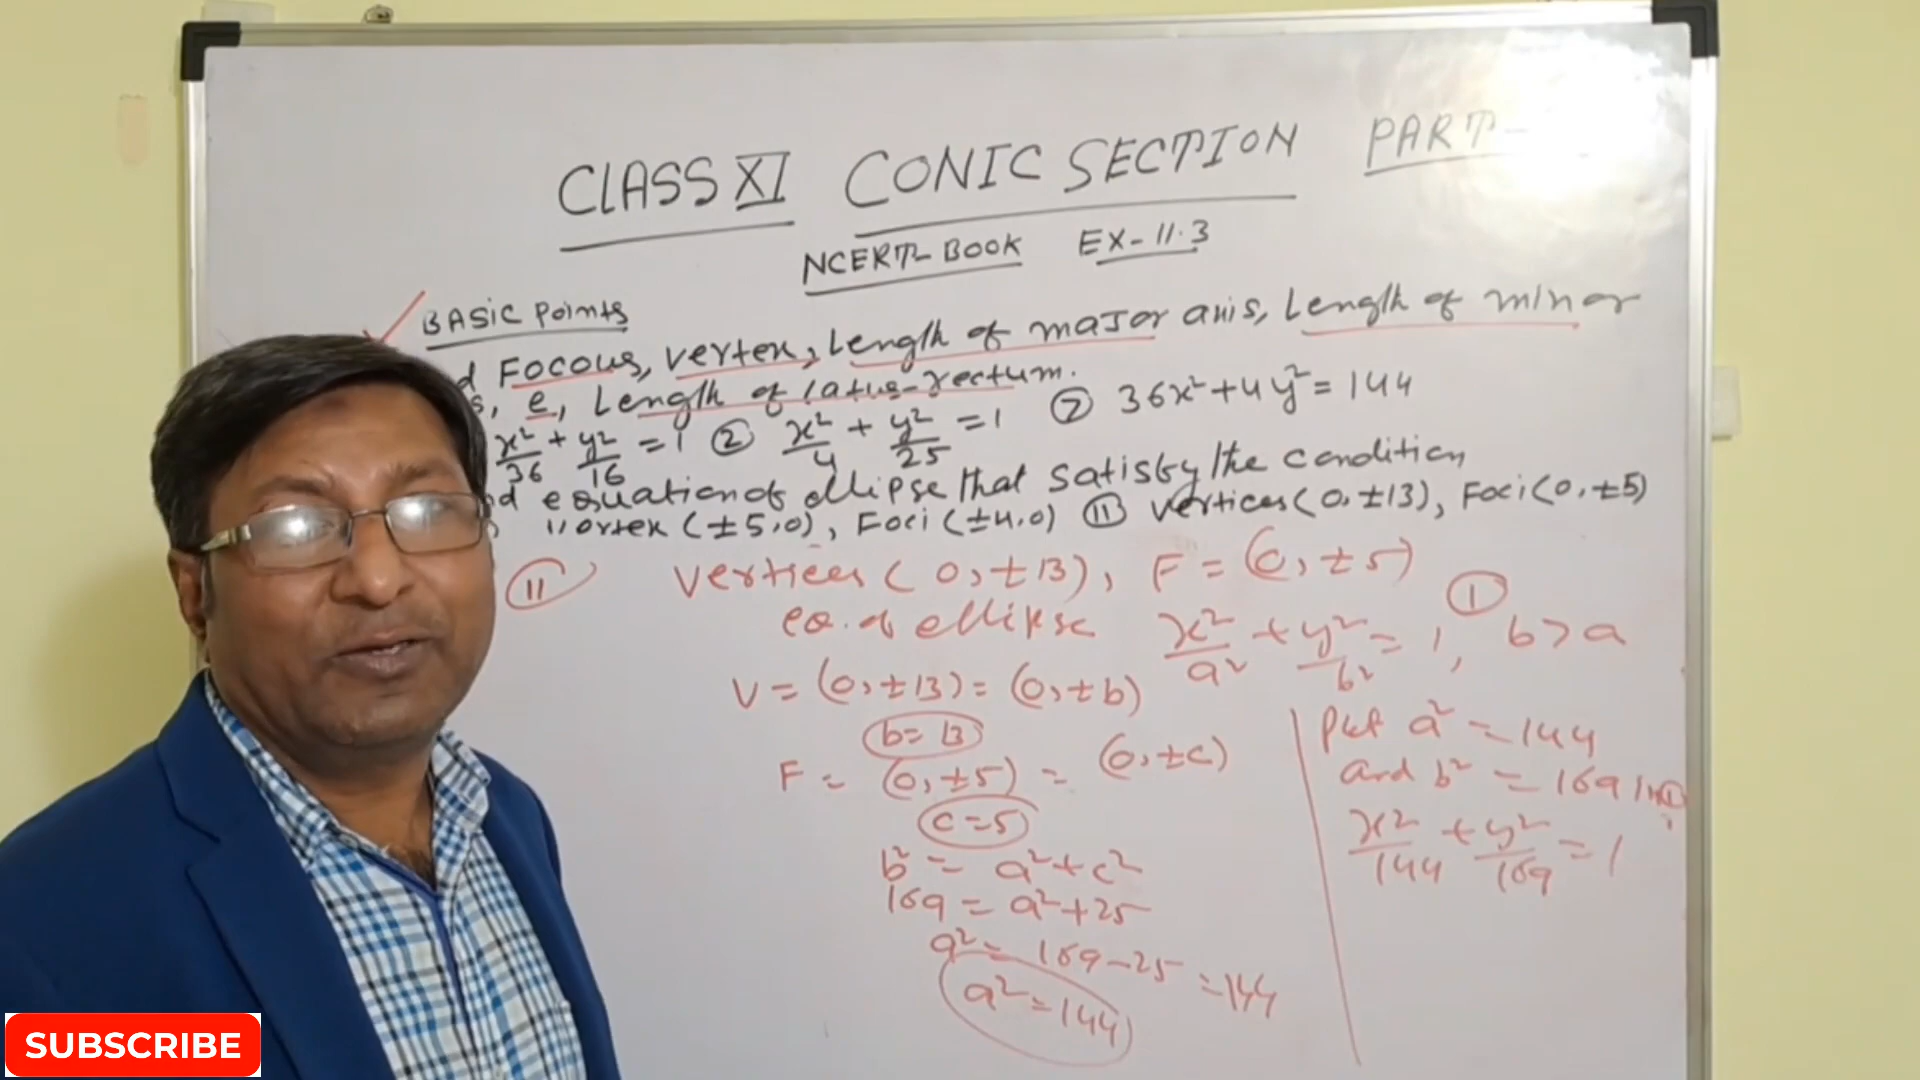 CLASS XI CONIC SECTION PART-
NCERT BOOK EX-11.3
BASIC Points
d Focous, vertex, Length of major axis, Length of minor
s, e, Length of latus-rectum.
x²/36 + y²/16 = 1 ② x²/4 + y²/25 = 1 ⑦ 36x² + 4y² = 144
nd equation of ellipse that satisfy the condition
vertex (±5,0), Foci (±4,0) ⑪ vertices (0,±13), Foci (0,±5)
⑪ vertices (0,±13), F = (0,±5)
eq. of ellipse x²/a² + y²/b² = 1, ① b > a
V = (0,±13) = (0,±b)
b = 13
F = (0,±5) = (0,±c)
c = 5
b² = a² + c²
169 = a² + 25
a² = 169 - 25 = 144
a² = 144
Put a² = 144
and b² = 169 in ①
x²/144 + y²/169 = 1
SUBSCRIBE